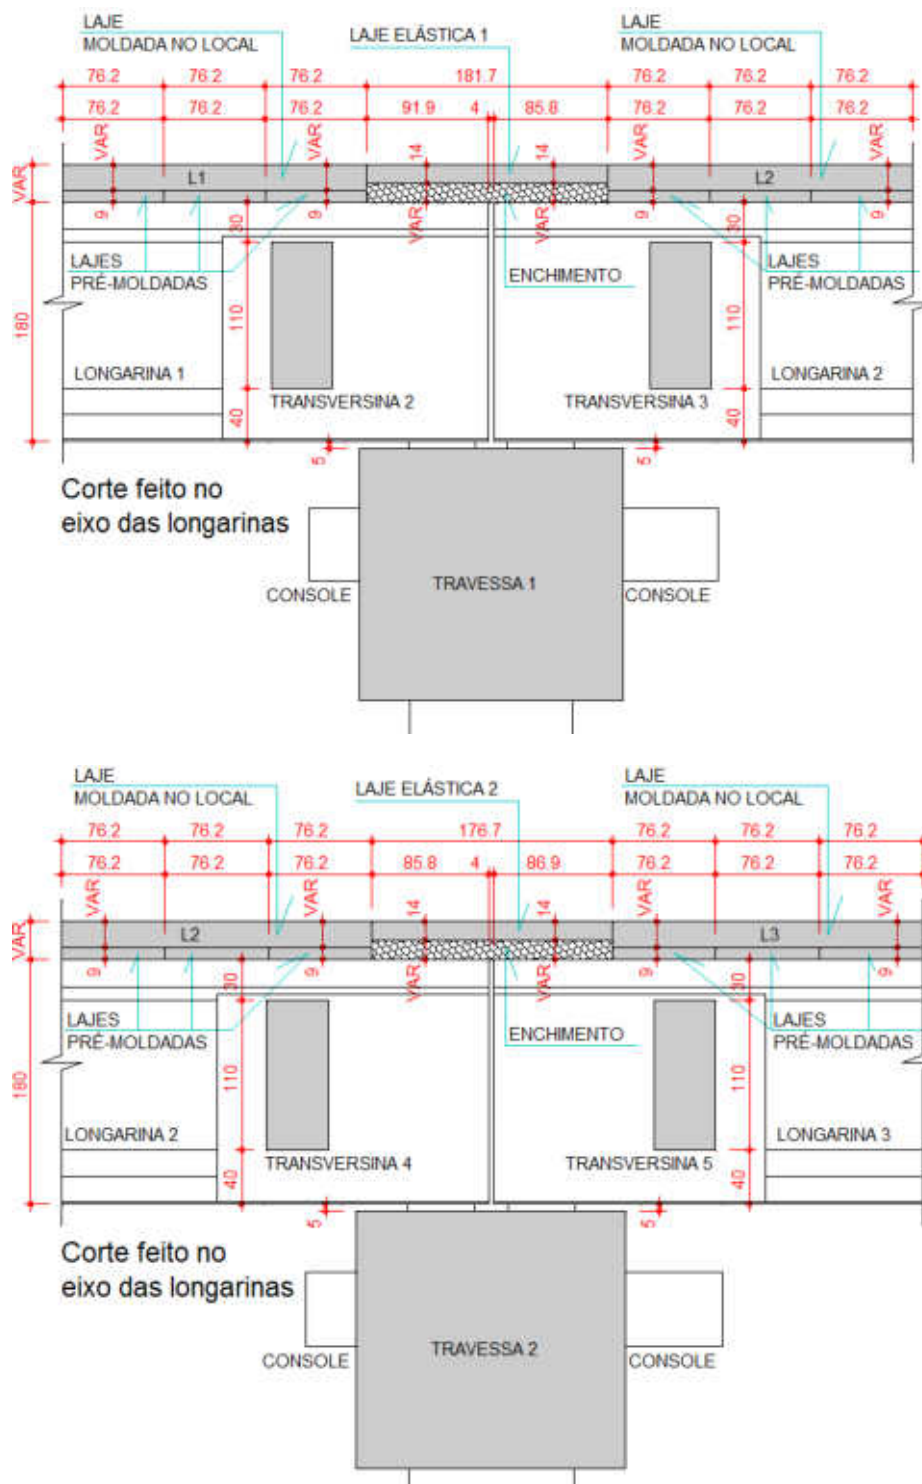 LAJE
MOLDADA NO LOCAL
LAJE ELÁSTICA 1
LAJE
MOLDADA NO LOCAL
76.2 76.2 76.2 181.7 76.2 76.2 76.2
76.2 76.2 76.2 91.9 4 85.8 76.2 76.2 76.2
VAR VAR VAR 14 14 VAR VAR
L1 L2
9 30 9 VAR VAR 9 30 9
LAJES
PRÉ-MOLDADAS
ENCHIMENTO
LAJES
PRÉ-MOLDADAS
180 110 110
LONGARINA 1 LONGARINA 2
TRANSVERSINA 2 TRANSVERSINA 3
40 40
5 5
Corte feito no
eixo das longarinas
TRAVESSA 1
CONSOLE CONSOLE
LAJE
MOLDADA NO LOCAL
LAJE ELÁSTICA 2
LAJE
MOLDADA NO LOCAL
76.2 76.2 76.2 176.7 76.2 76.2 76.2
76.2 76.2 76.2 85.8 4 86.9 76.2 76.2 76.2
VAR VAR VAR 14 14 VAR VAR
L2 L3
9 30 9 VAR VAR 9 30 9
LAJES
PRÉ-MOLDADAS
ENCHIMENTO
LAJES
PRÉ-MOLDADAS
180 110 110
LONGARINA 2 LONGARINA 3
TRANSVERSINA 4 TRANSVERSINA 5
40 40
5 5
Corte feito no
eixo das longarinas
TRAVESSA 2
CONSOLE CONSOLE